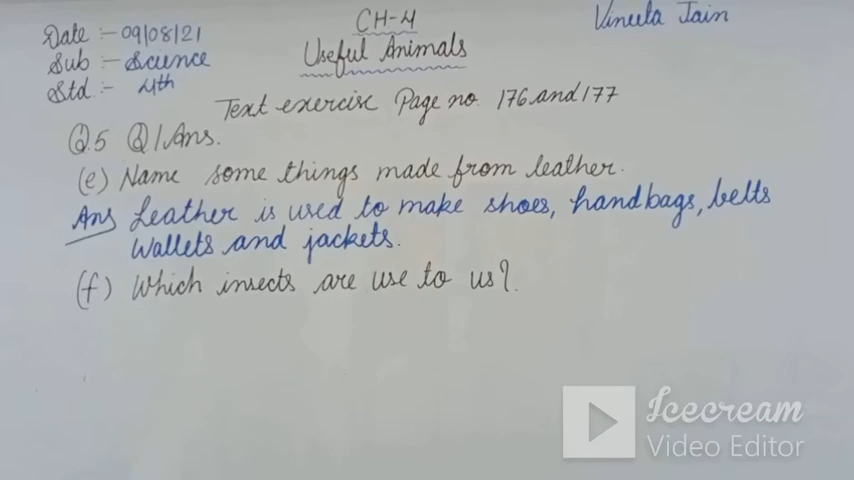 Date :- 09/08/21
Sub :- Science
Std :- 4th
CH-4
Useful Animals
Vineeta Jain
Text exercise Page no. 176 and 177
Q.5 Q/Ans.
(e) Name some things made from leather.
Ans Leather is used to make shoes, handbags, belts
Wallets and jackets.
(f) Which insects are use to us?
Icecream
Video Editor